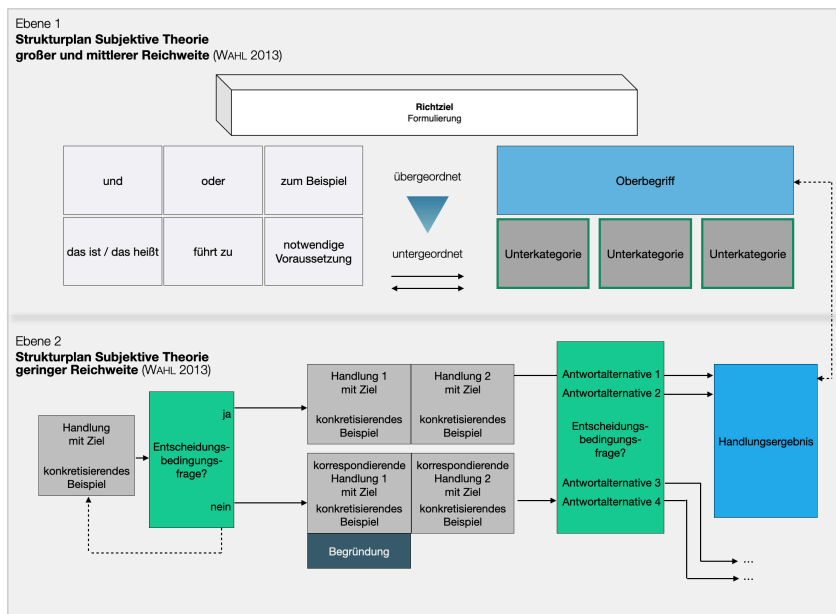 Ebene 1
Strukturplan Subjektive Theorie
großer und mittlerer Reichweite (WAHL 2013)
Richtziel
Formulierung
und
oder
zum Beispiel
das ist / das heißt
führt zu
notwendige
Voraussetzung
übergeordnet
untergeordnet
Oberbegriff
Unterkategorie
Unterkategorie
Unterkategorie
Ebene 2
Strukturplan Subjektive Theorie
geringer Reichweite (WAHL 2013)
Handlung
mit Ziel
konkretisierendes
Beispiel
ja
Entscheidungs-
bedingungs-
frage?
nein
Handlung 1
mit Ziel
konkretisierendes
Beispiel
Handlung 2
mit Ziel
konkretisierendes
Beispiel
korrespondierende
Handlung 1
mit Ziel
konkretisierendes
Beispiel
korrespondierende
Handlung 2
mit Ziel
konkretisierendes
Beispiel
Begründung
Antwortalternative 1
Antwortalternative 2
Entscheidungs-
bedingungs-
frage?
Antwortalternative 3
Antwortalternative 4
Handlungsergebnis
...
...